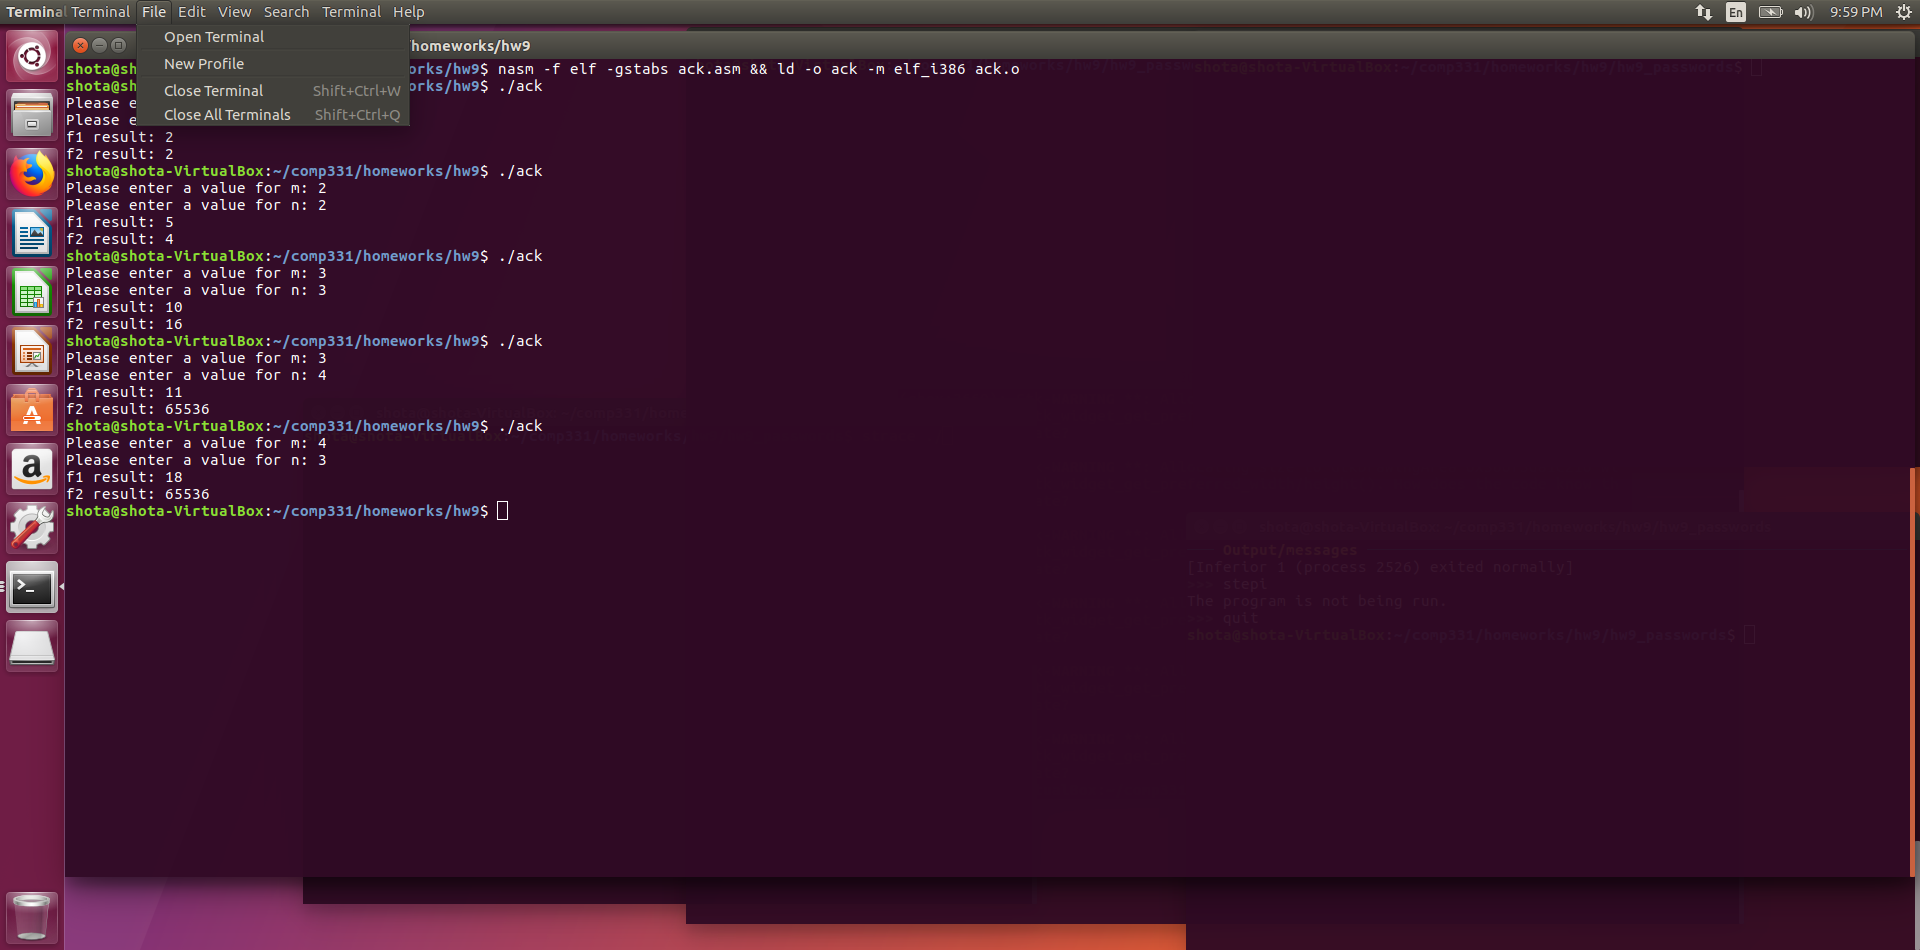 Terminal Terminal File Edit View Search Terminal Help En 9:59 PM
Open Terminal
New Profile
Close Terminal Shift+Ctrl+W
Close All Terminals Shift+Ctrl+Q
/homeworks/hw9
shota@sh orks/hw9$ nasm -f elf -gstabs ack.asm && ld -o ack -m elf_i386 ack.o
shota@sh orks/hw9$ ./ack
Please e
Please e
f1 result: 2
f2 result: 2
shota@shota-VirtualBox:~/comp331/homeworks/hw9$ ./ack
Please enter a value for m: 2
Please enter a value for n: 2
f1 result: 5
f2 result: 4
shota@shota-VirtualBox:~/comp331/homeworks/hw9$ ./ack
Please enter a value for m: 3
Please enter a value for n: 3
f1 result: 10
f2 result: 16
shota@shota-VirtualBox:~/comp331/homeworks/hw9$ ./ack
Please enter a value for m: 3
Please enter a value for n: 4
f1 result: 11
f2 result: 65536
shota@shota-VirtualBox:~/comp331/homeworks/hw9$ ./ack
Please enter a value for m: 4
Please enter a value for n: 3
f1 result: 18
f2 result: 65536
shota@shota-VirtualBox:~/comp331/homeworks/hw9$
shota@shota-VirtualBox:~/comp331/homeworks/hw9/hw9_passwords$
Output/messages
[Inferior 1 (process 2526) exited normally]
>>> stepi
The program is not being run.
>>> quit
shota@shota-VirtualBox:~/comp331/homeworks/hw9/hw9_passwords$